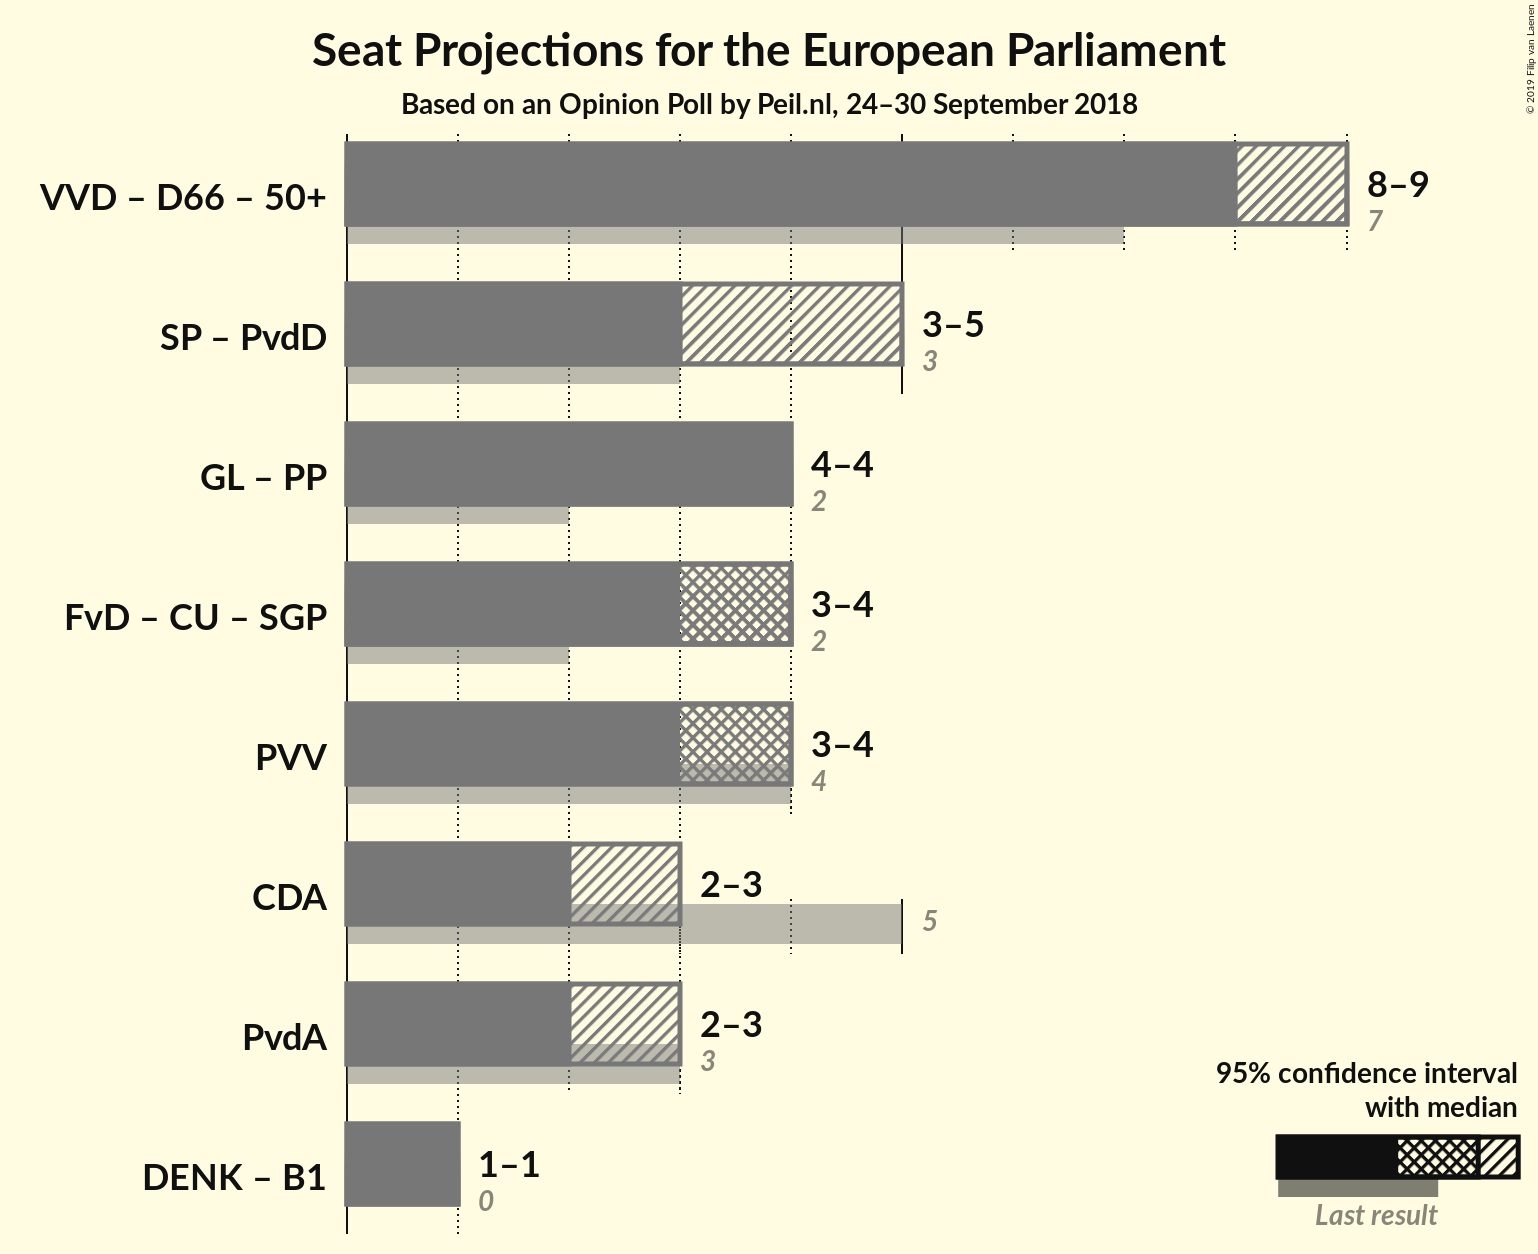 Seat Projections for the European Parliament
Based on an Opinion Poll by Peil.nl, 24–30 September 2018
© 2019 Filip van Laenen
VVD – D66 – 50+
8–9
7
SP – PvdD
3–5
3
GL – PP
4–4
2
FvD – CU – SGP
3–4
2
PVV
3–4
4
CDA
2–3
5
PvdA
2–3
3
DENK – B1
1–1
0
95% confidence interval
with median
Last result